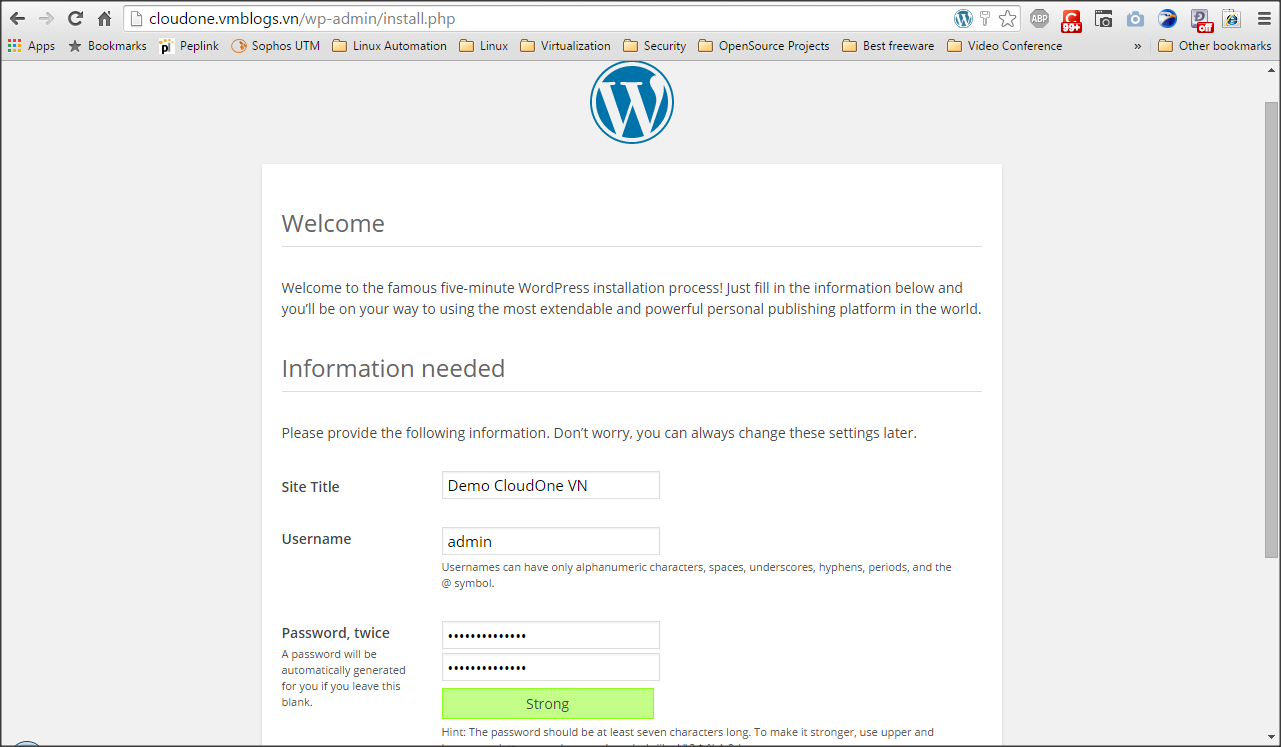 cloudone.vmblogs.vn/wp-admin/install.php
ABP 99+ off
Apps Bookmarks Peplink Sophos UTM Linux Automation Linux Virtualization Security OpenSource Projects Best freeware Video Conference » Other bookmarks
W
Welcome
Welcome to the famous five-minute WordPress installation process! Just fill in the information below and
you’ll be on your way to using the most extendable and powerful personal publishing platform in the world.
Information needed
Please provide the following information. Don’t worry, you can always change these settings later.
Site Title Demo CloudOne VN
Username admin
Usernames can have only alphanumeric characters, spaces, underscores, hyphens, periods, and the
@ symbol.
Password, twice ••••••••••••••
A password will be
automatically generated
for you if you leave this
blank.
••••••••••••••
Strong
Hint: The password should be at least seven characters long. To make it stronger, use upper and